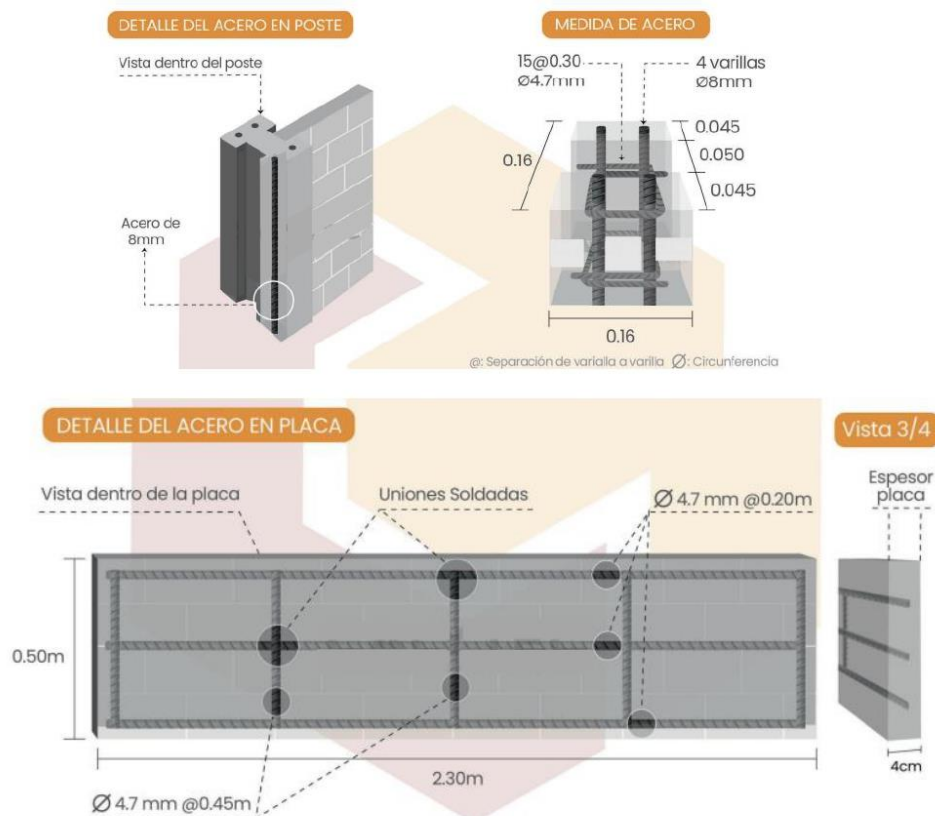 DETALLE DEL ACERO EN POSTE
Vista dentro del poste
Acero de
8mm
MEDIDA DE ACERO
15@0.30
Ø4.7mm
4 varillas
Ø8mm
0.16
0.045
0.050
0.045
0.16
@: Separación de varialla a varilla Ø: Circunferencia
DETALLE DEL ACERO EN PLACA
Vista 3/4
Vista dentro de la placa
Uniones Soldadas
Ø 4.7 mm @0.20m
Espesor
placa
0.50m
2.30m
4cm
Ø 4.7 mm @0.45m